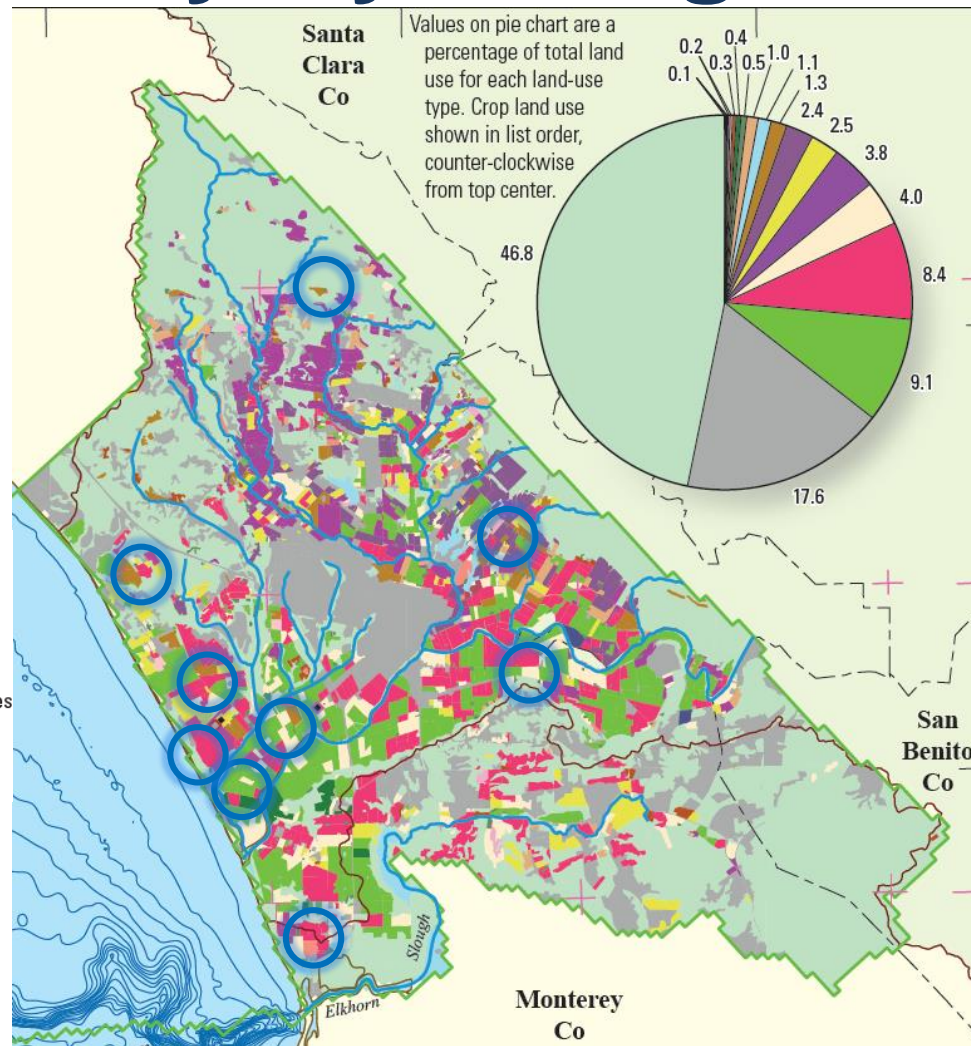 Santa
Clara
Co
Values on pie chart are a
percentage of total land
use for each land-use
type. Crop land use
shown in list order,
counter-clockwise
from top center.
0.1
0.2
0.3
0.4
0.5
1.0
1.1
1.3
2.4
2.5
3.8
4.0
8.4
9.1
17.6
46.8
es
San
Benito
Co
Slough
Elkhorn
Monterey
Co